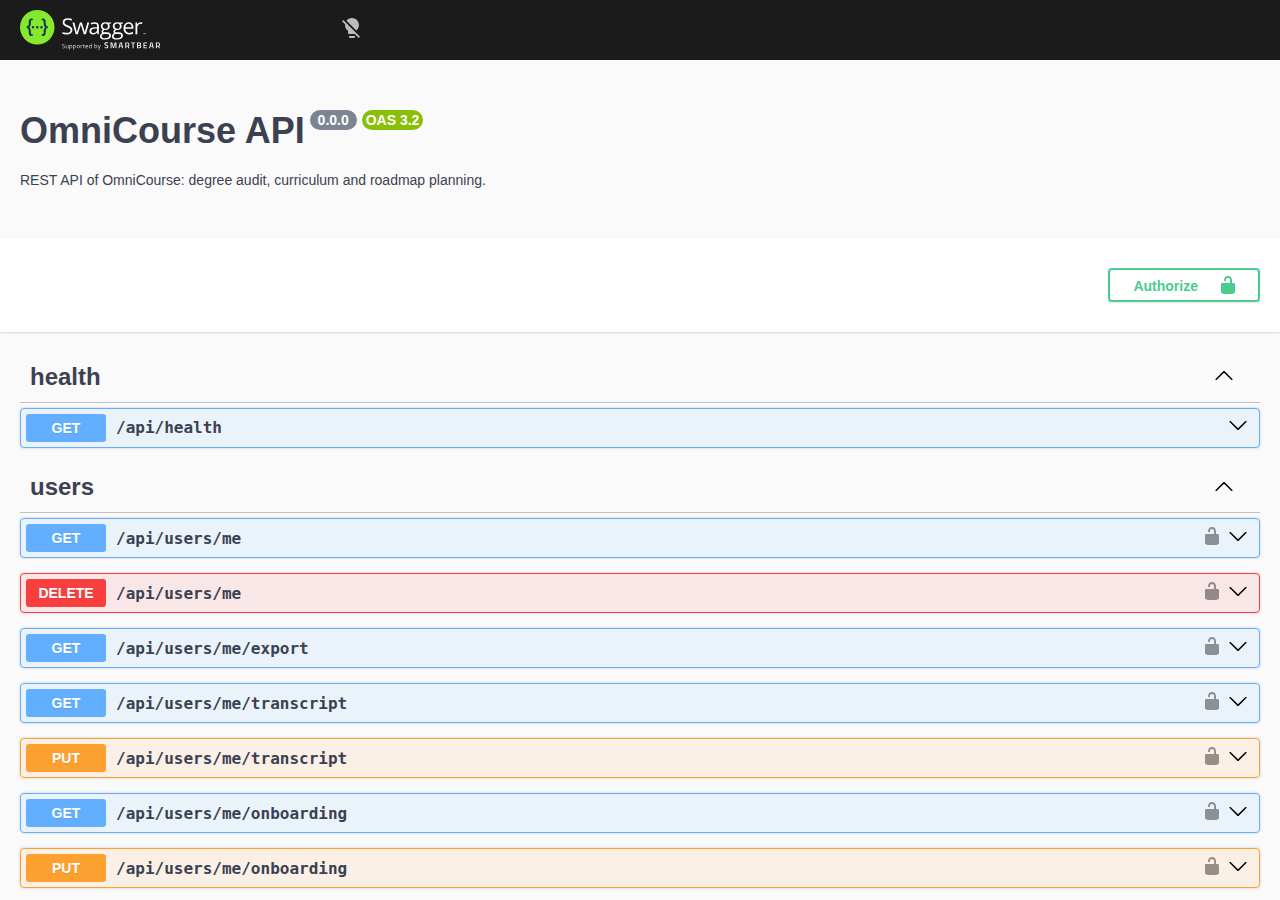 Swagger
Supported by SMARTBEAR
OmniCourse API 0.0.0 OAS 3.2
REST API of OmniCourse: degree audit, curriculum and roadmap planning.
Authorize
health
GET /api/health
users
GET /api/users/me
DELETE /api/users/me
GET /api/users/me/export
GET /api/users/me/transcript
PUT /api/users/me/transcript
GET /api/users/me/onboarding
PUT /api/users/me/onboarding